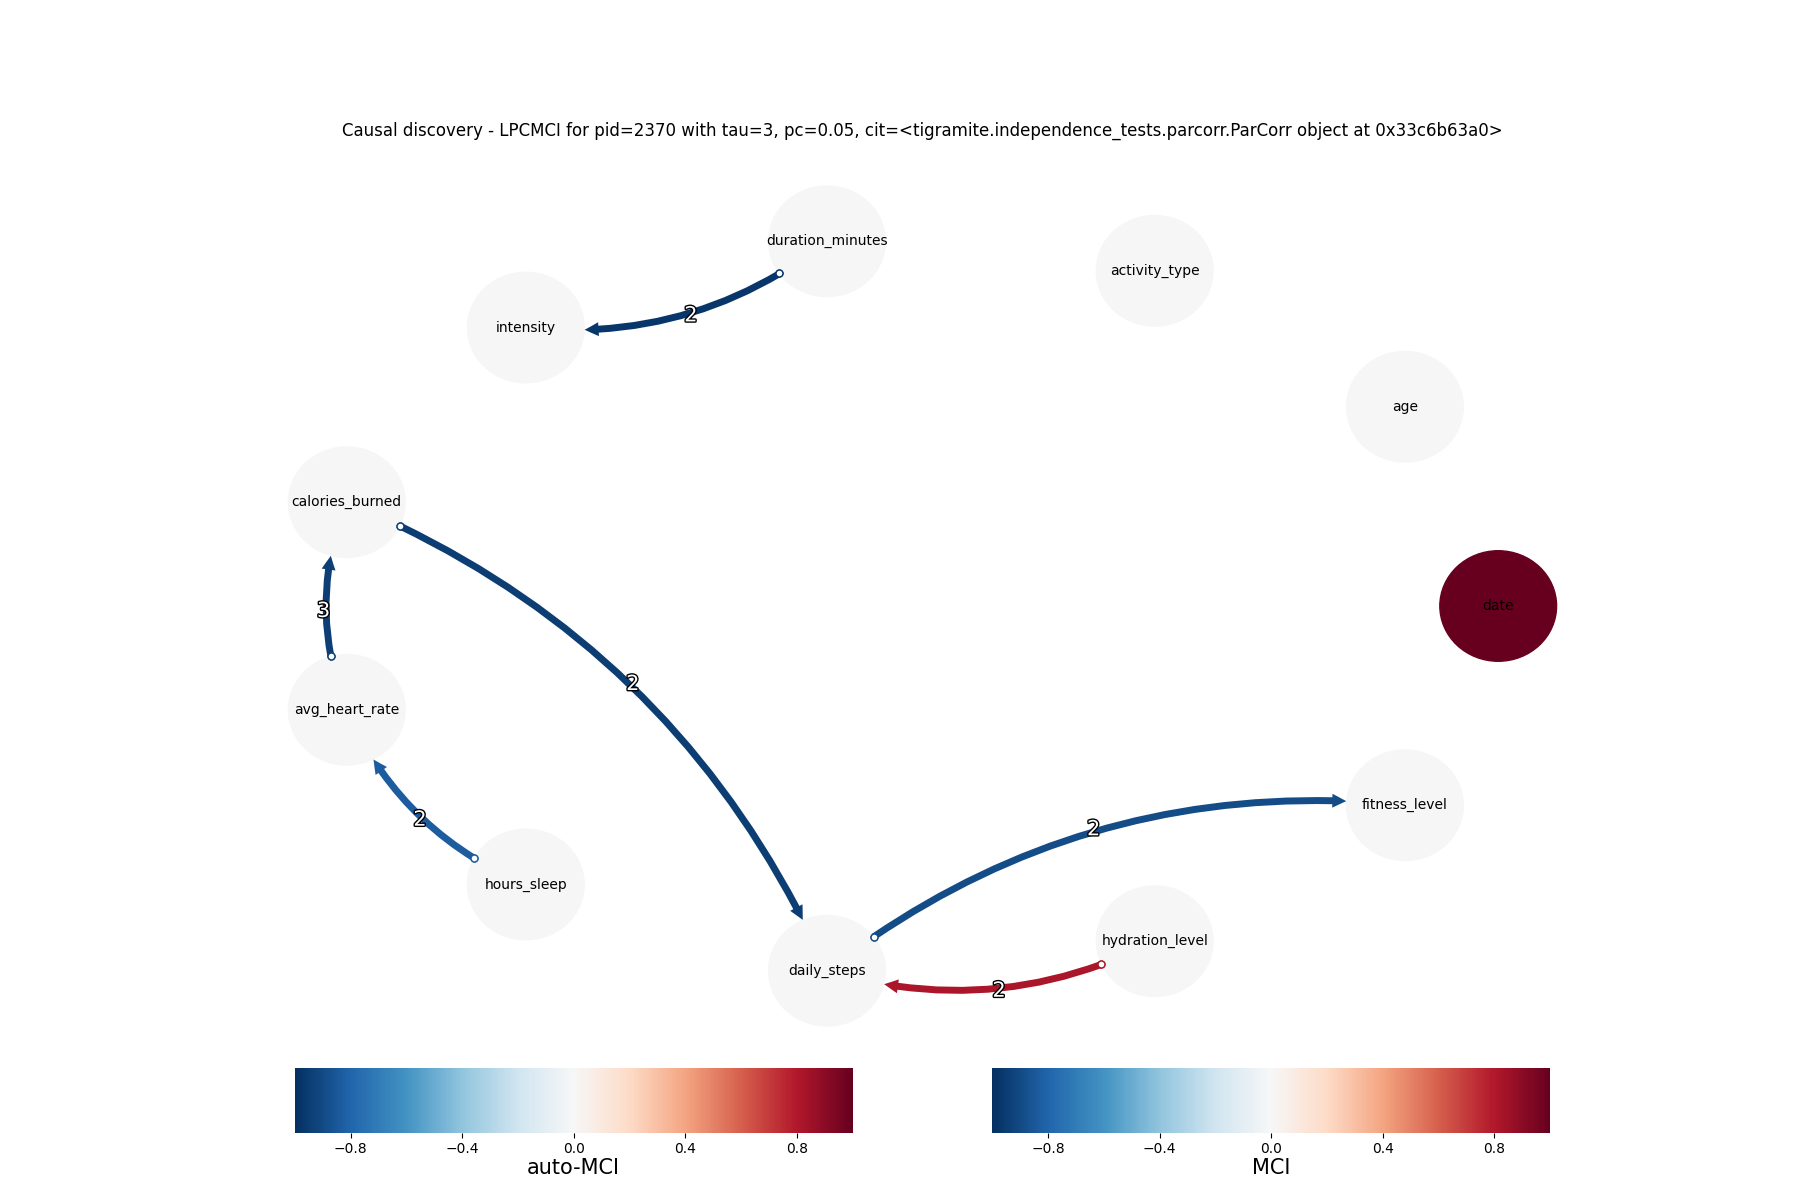 Causal discovery - LPCMCI for pid=2370 with tau=3, pc=0.05, cit=<tigramite.independence_tests.parcorr.ParCorr object at 0x33c6b63a0>
duration_minutes
activity_type
2
intensity
age
calories_burned
date
3
2
avg_heart_rate
fitness_level
2
2
hours_sleep
hydration_level
daily_steps
2
−0.8 −0.4 0.0 0.4 0.8
auto-MCI
−0.8 −0.4 0.0 0.4 0.8
MCI